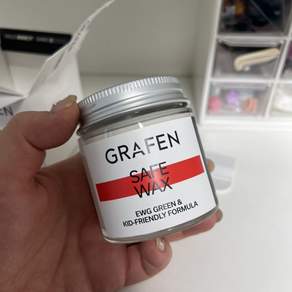 GRAFEN
SAFE
WAX
EWG GREEN &
KID-FRIENDLY FORMULA